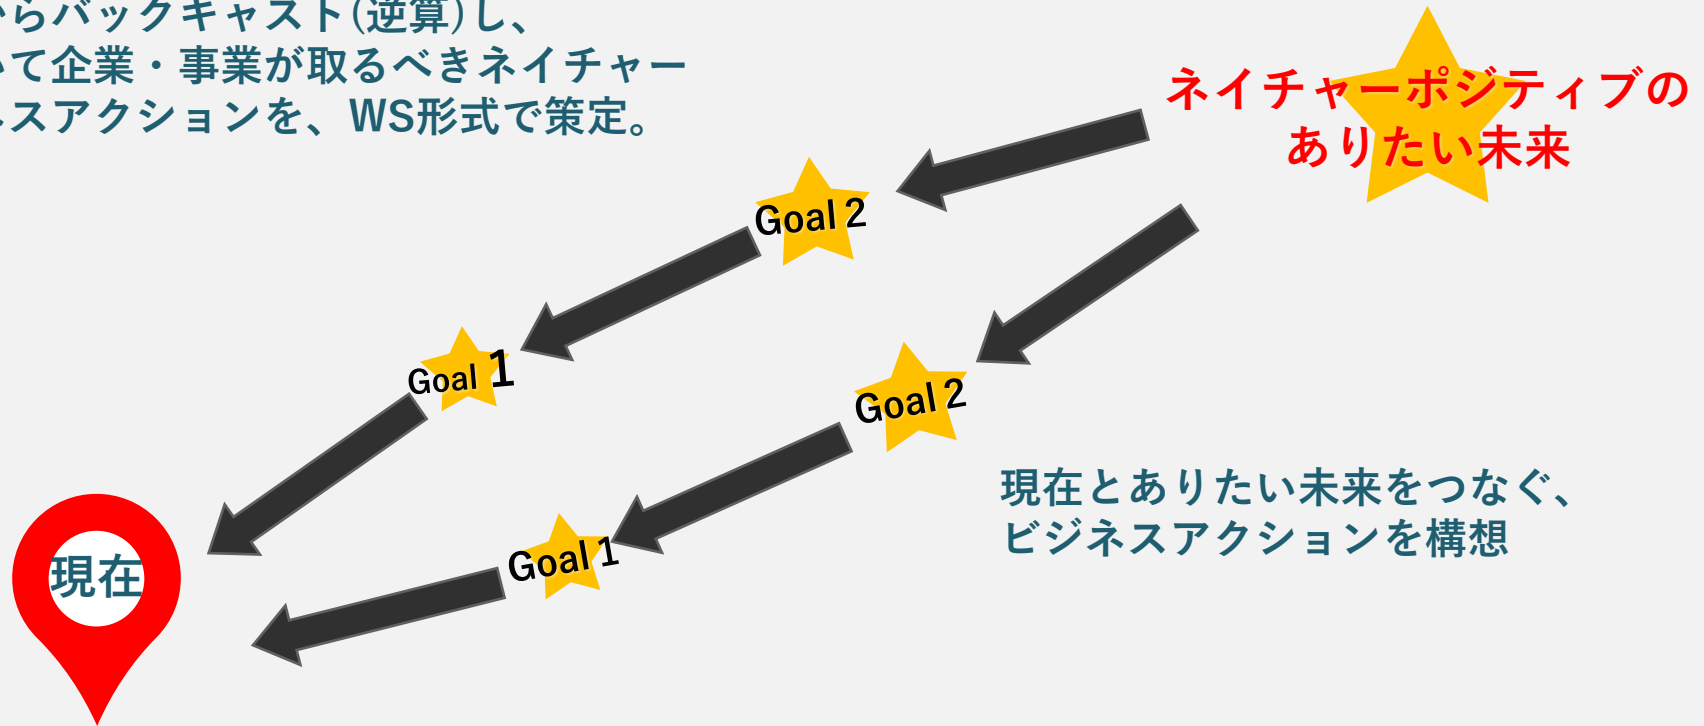 からバックキャスト(逆算)し、
いて企業・事業が取るべきネイチャー
ネスアクションを、WS形式で策定。
ネイチャーポジティブの
ありたい未来
Goal 2
Goal 1
Goal 2
Goal 1
現在とありたい未来をつなぐ、
ビジネスアクションを構想
現在